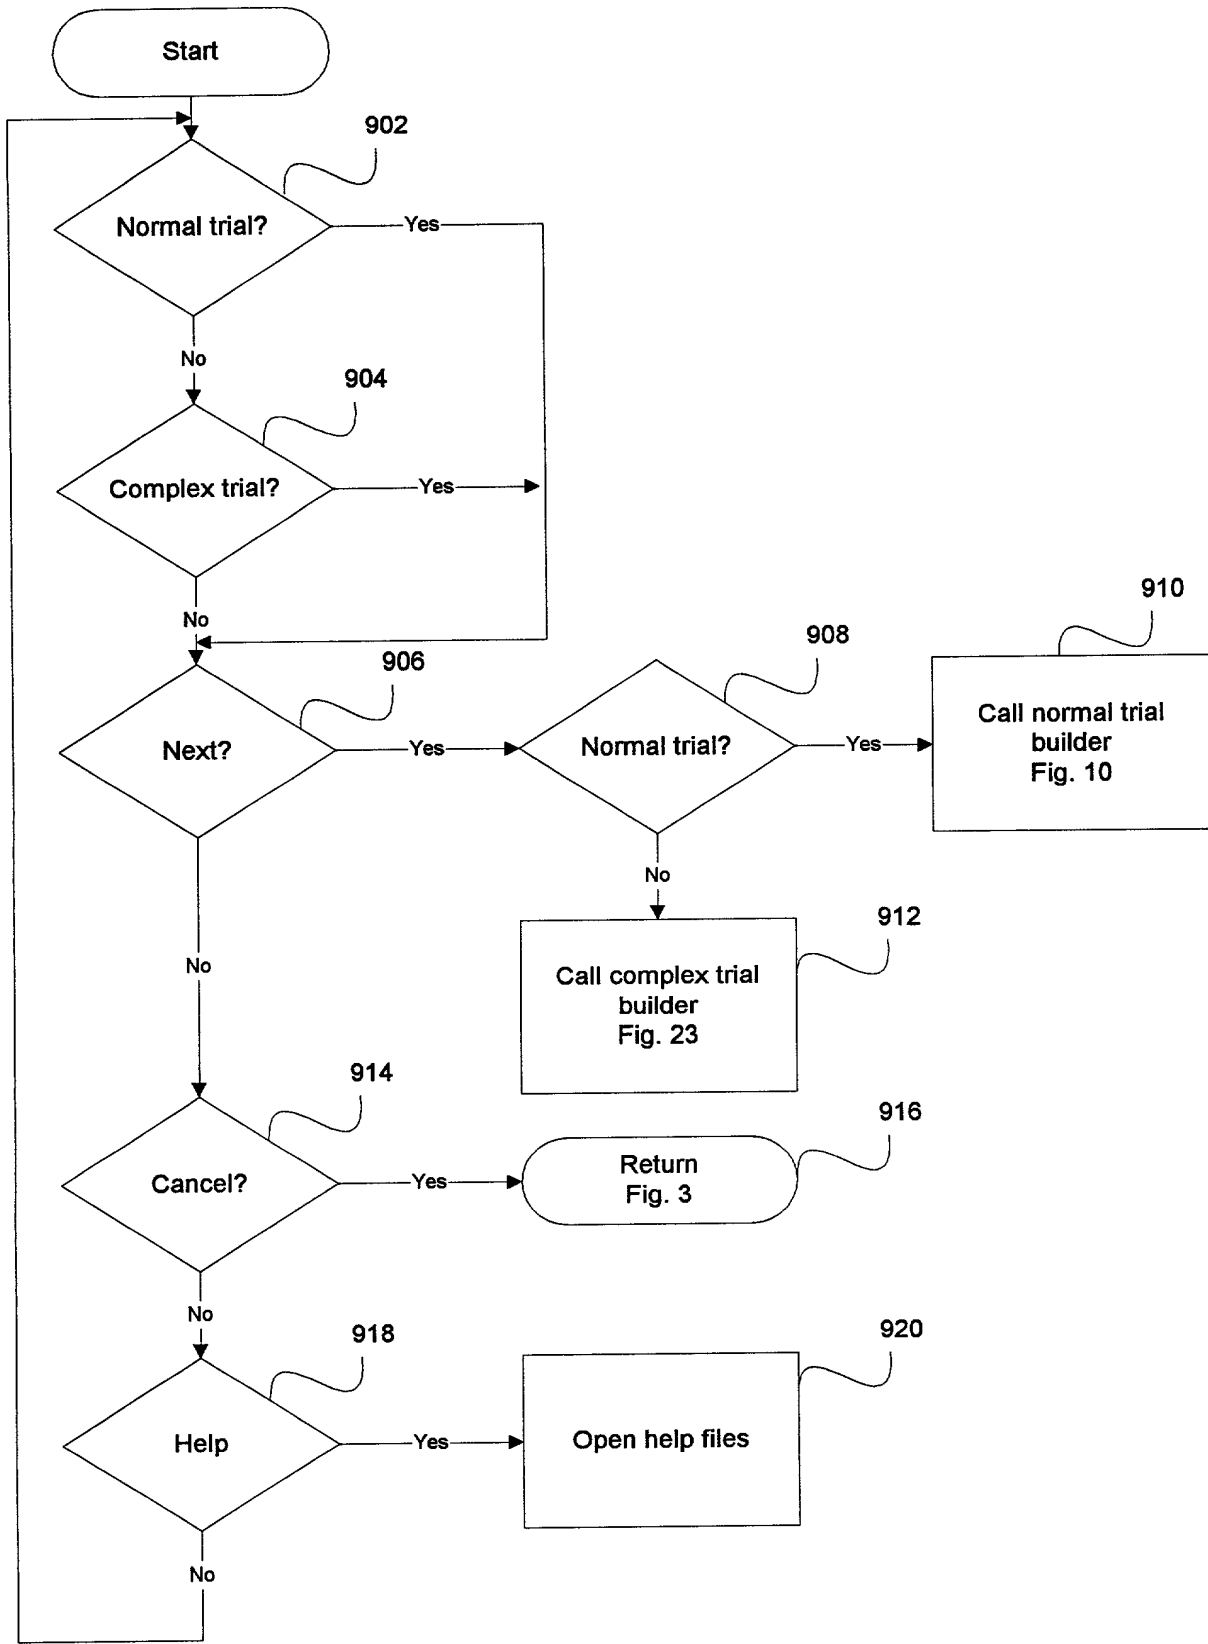 Start
902
Normal trial?
Yes
No
904
Complex trial?
Yes
No
906
Next?
Yes
908
Normal trial?
Yes
910
Call normal trial
builder
Fig. 10
No
912
Call complex trial
builder
Fig. 23
No
914
Cancel?
Yes
916
Return
Fig. 3
No
918
Help
Yes
920
Open help files
No